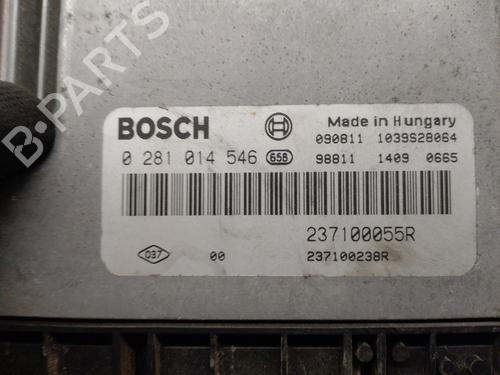 B-PARTS
BOSCH
Made in Hungary
090811 1039S28064
0 281 014 546 658
98811 1409 0665
237100055R
037 00 237100238R